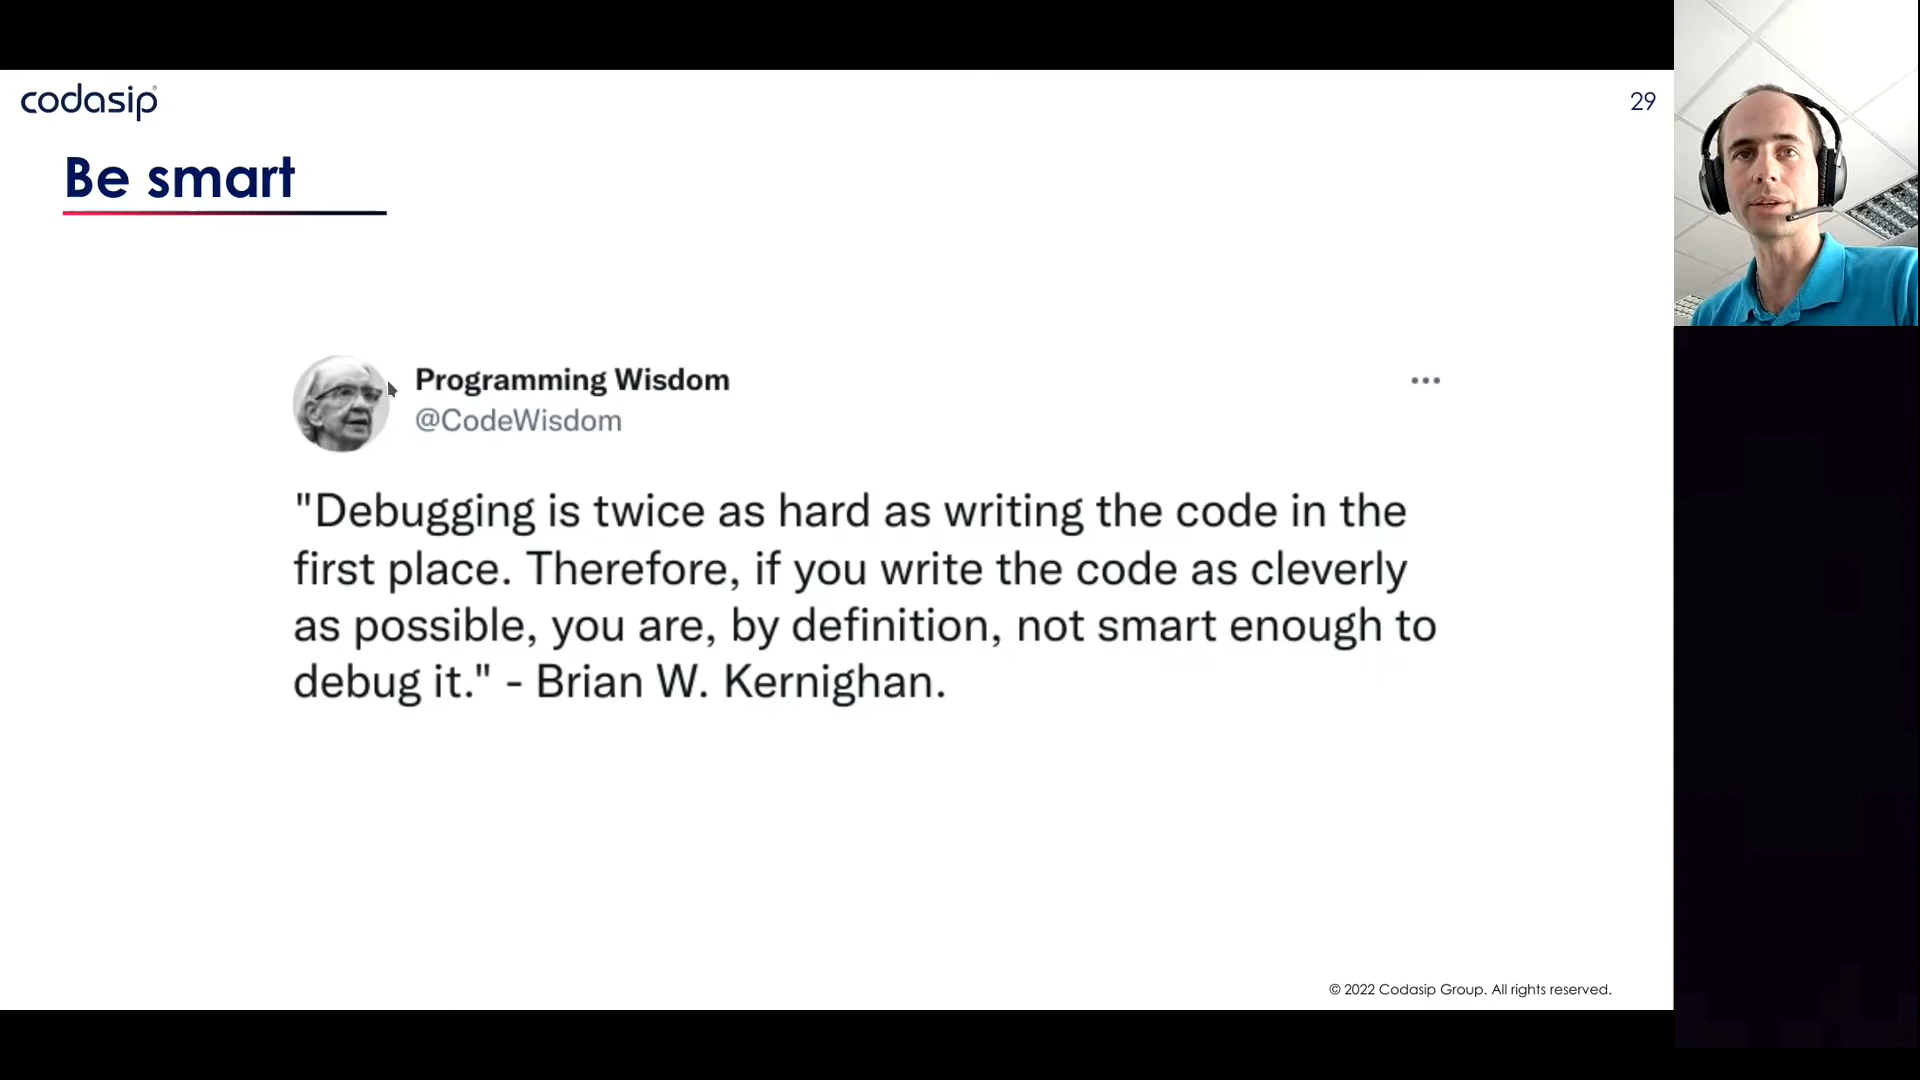 codasip
29
Be smart
Programming Wisdom
@CodeWisdom
"Debugging is twice as hard as writing the code in the
first place. Therefore, if you write the code as cleverly
as possible, you are, by definition, not smart enough to
debug it." - Brian W. Kernighan.
© 2022 Codasip Group. All rights reserved.